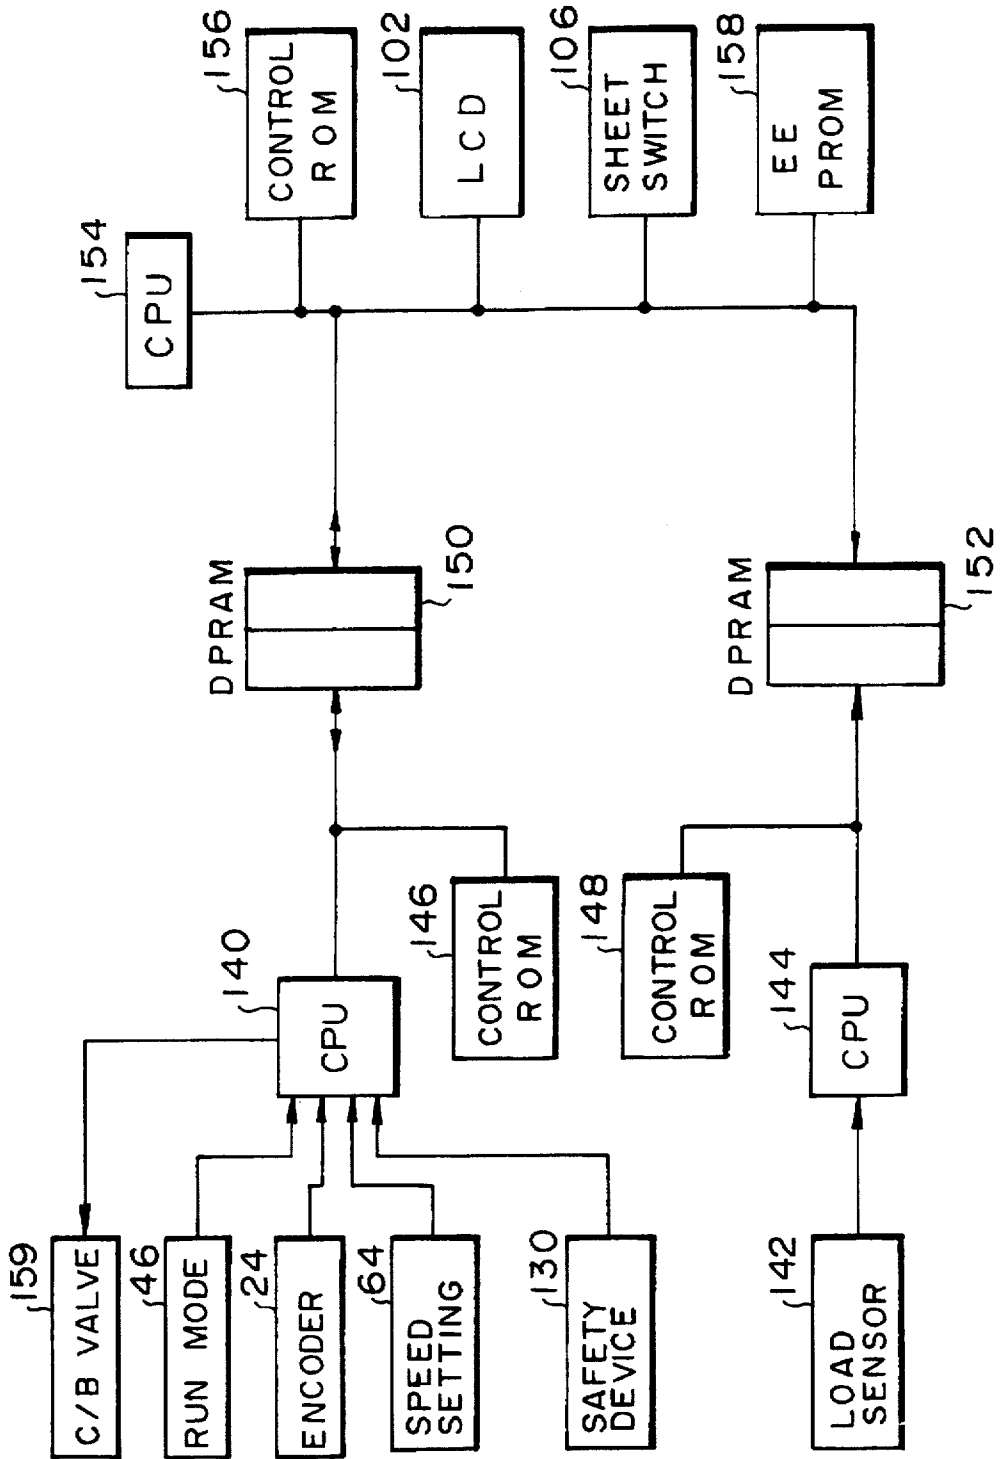 159
C/B VALVE
46
RUN MODE
24
ENCODER
64
SPEED
SETTING
130
SAFETY
DEVICE
142
LOAD
SENSOR
140
CPU
146
CONTROL
ROM
148
CONTROL
ROM
144
CPU
DPRAM
150
DPRAM
152
154
CPU
156
CONTROL
ROM
102
LCD
106
SHEET
SWITCH
158
EE
PROM